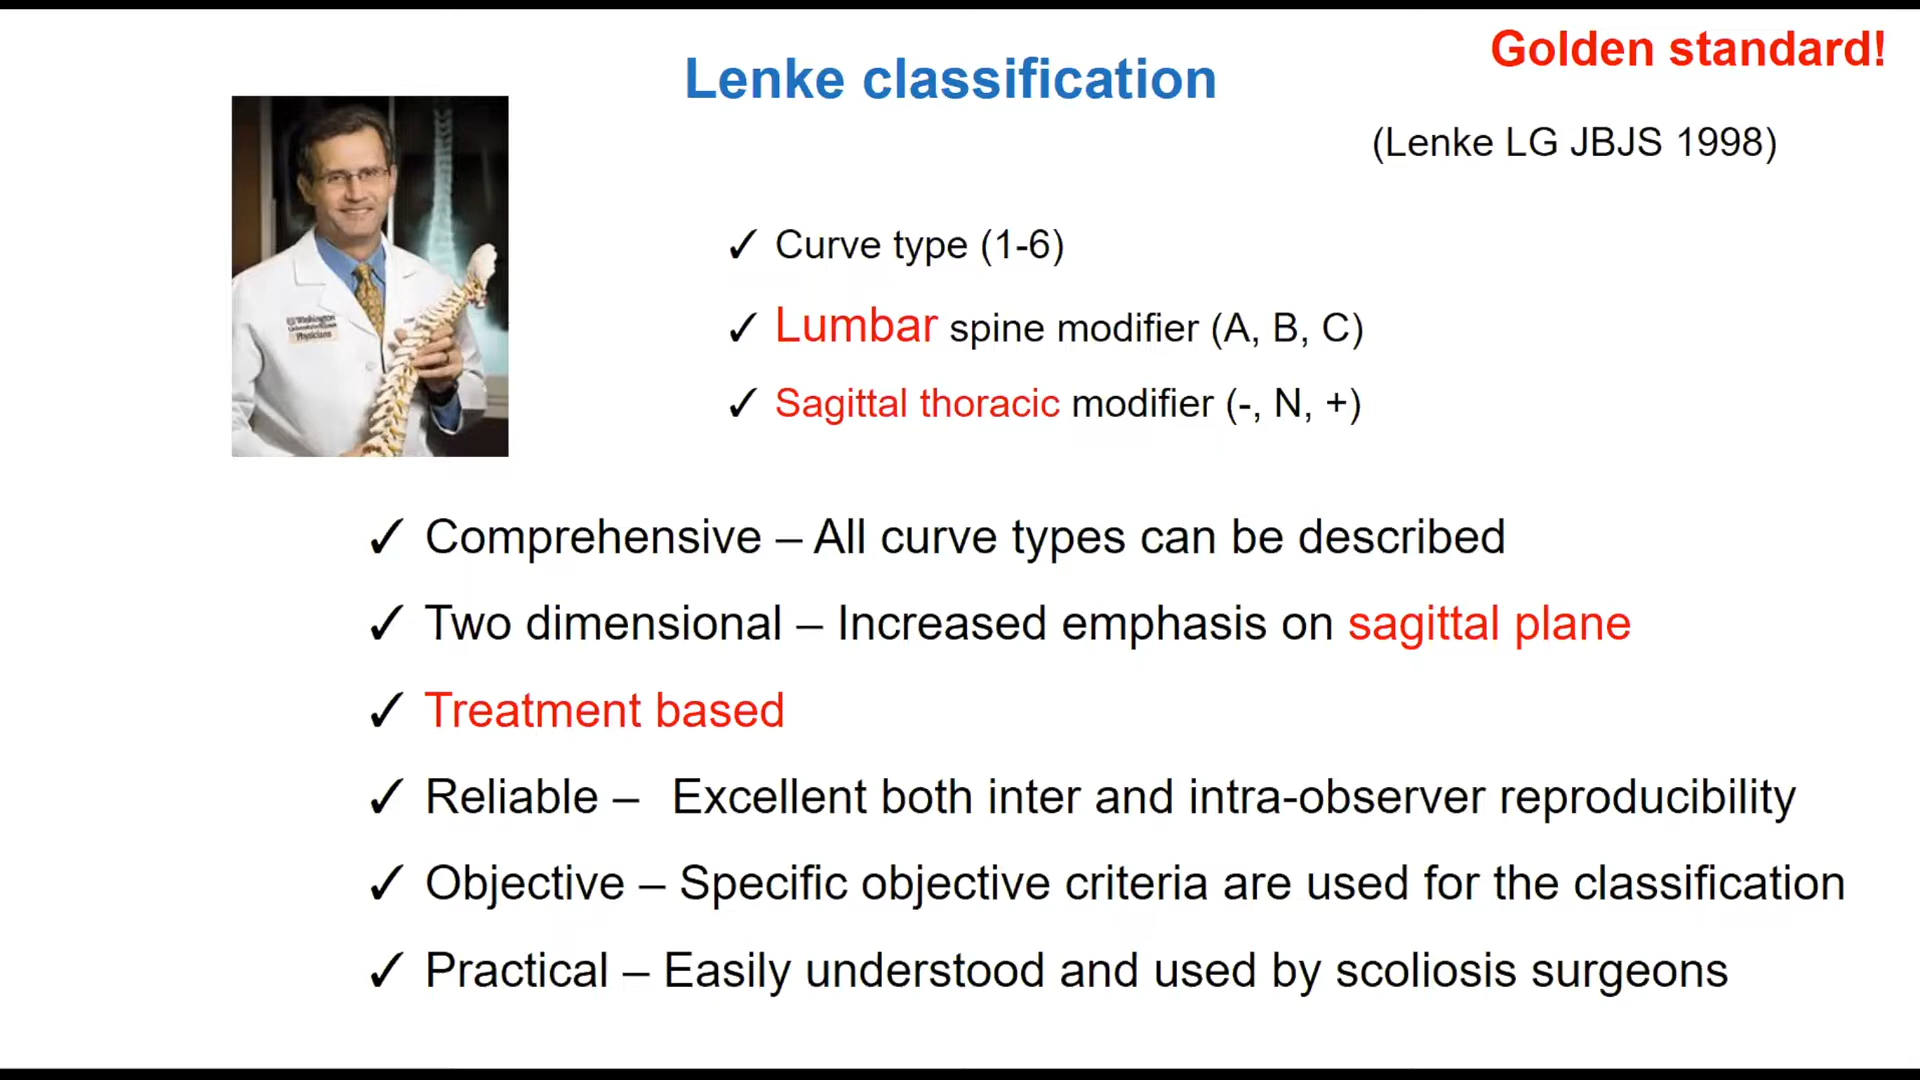 Golden standard!
Lenke classification
(Lenke LG JBJS 1998)
✓ Curve type (1-6)
✓ Lumbar spine modifier (A, B, C)
✓ Sagittal thoracic modifier (-, N, +)
Washington
Physicians
✓ Comprehensive – All curve types can be described
✓ Two dimensional – Increased emphasis on sagittal plane
✓ Treatment based
✓ Reliable – Excellent both inter and intra-observer reproducibility
✓ Objective – Specific objective criteria are used for the classification
✓ Practical – Easily understood and used by scoliosis surgeons